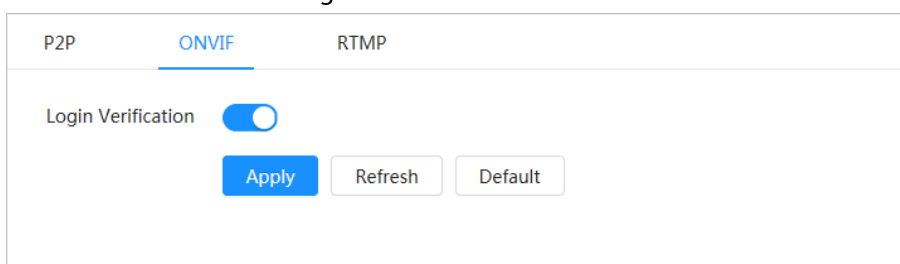 P2P ONVIF RTMP
Login Verification
Apply Refresh Default